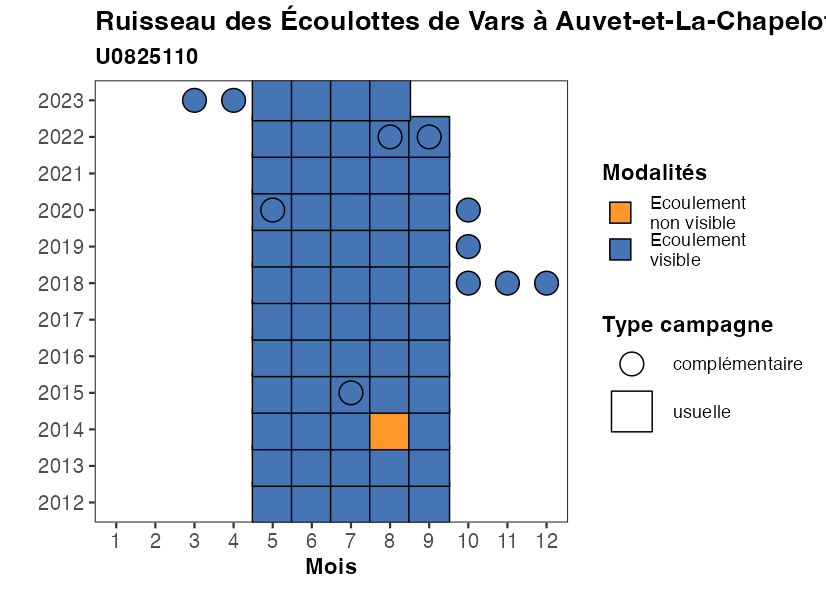 Ruisseau des Écoulottes de Vars à Auvet-et-La-Chapelot
U0825110
2023
2022
2021
2020
2019
2018
2017
2016
2015
2014
2013
2012
1 2 3 4 5 6 7 8 9 10 11 12
Mois
Modalités
Ecoulement
non visible
Ecoulement
visible
Type campagne
complémentaire
usuelle